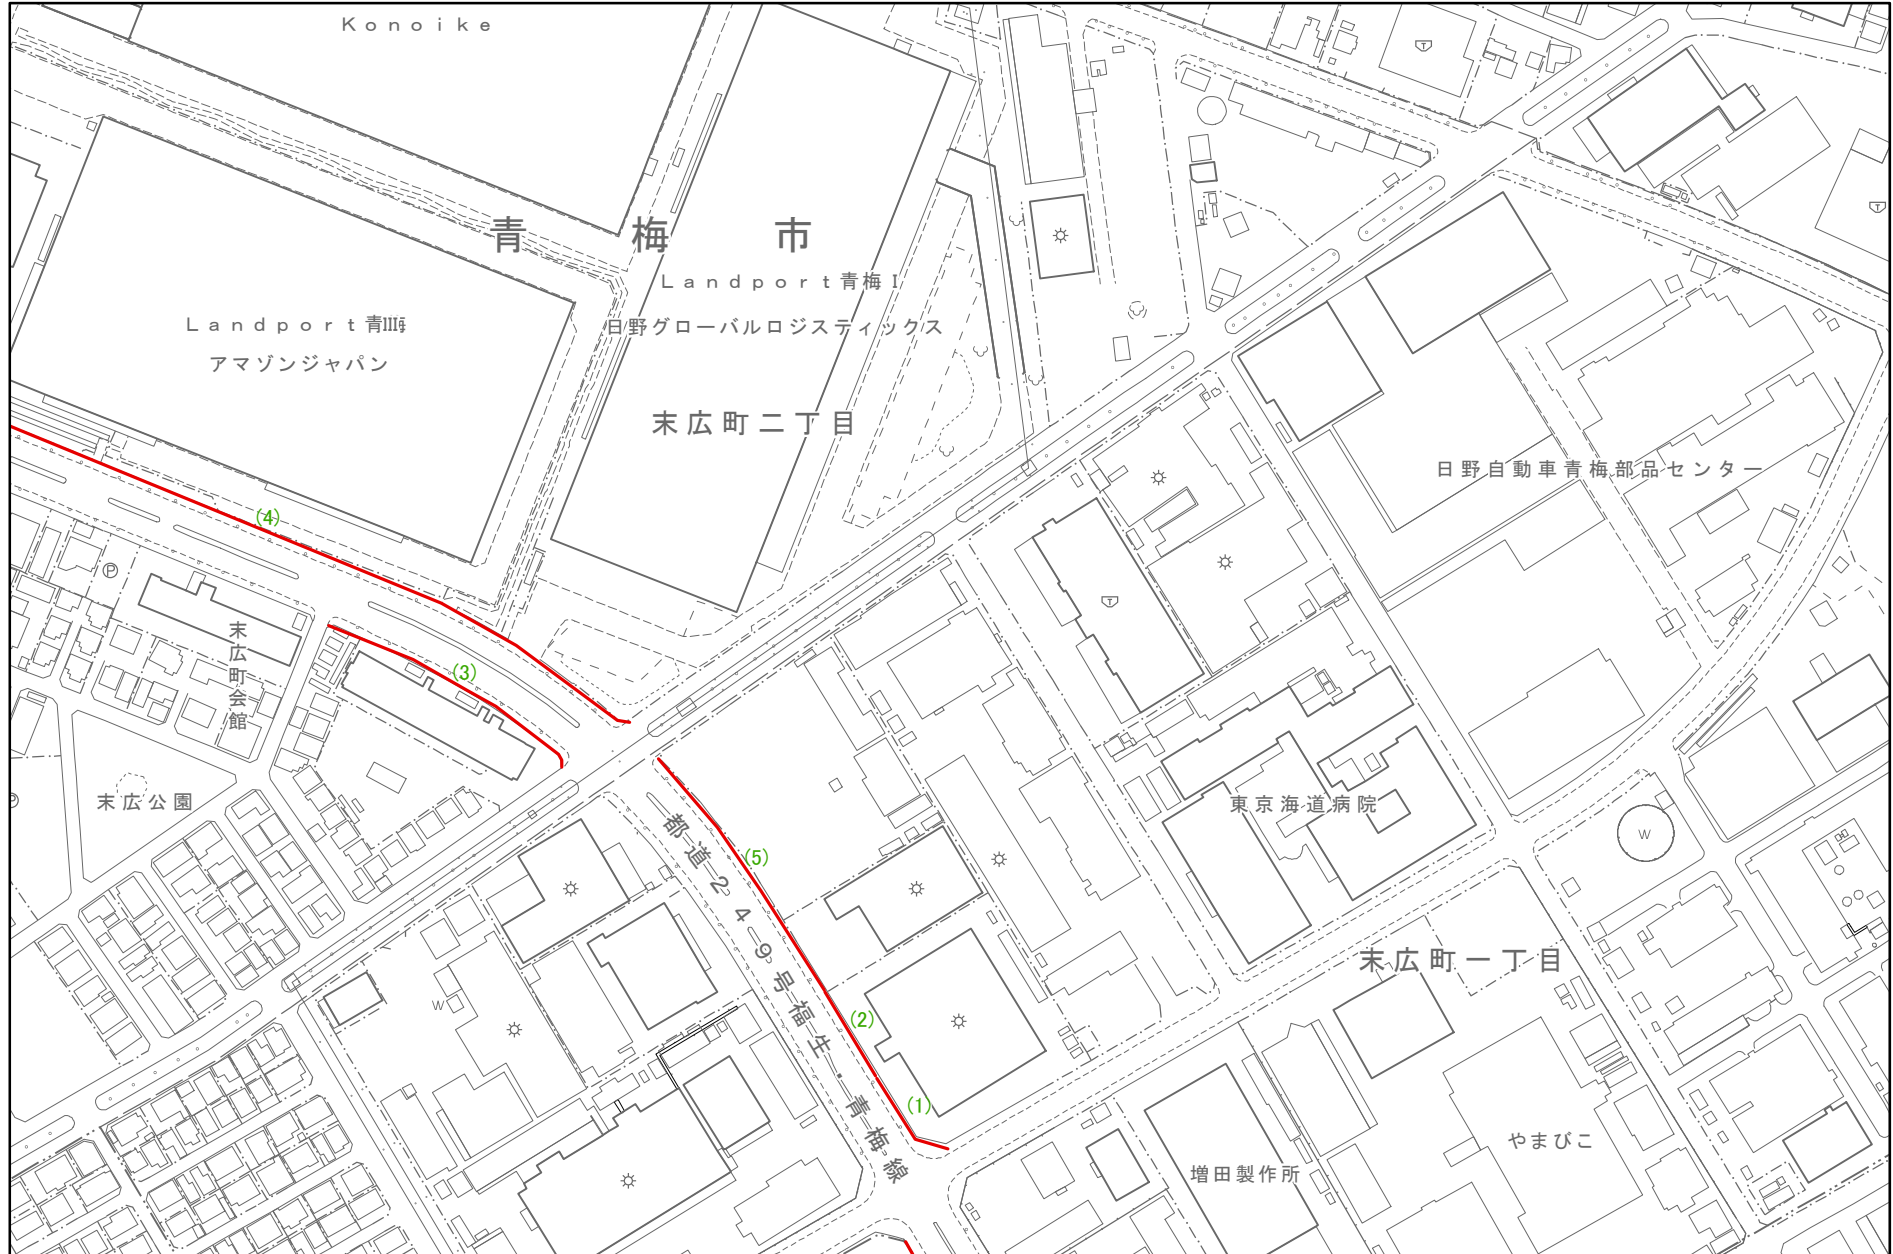 Konoike
青梅市
Landport青梅Ⅰ
日野グローバルロジスティックス
Landport青梅Ⅲ
アマゾンジャパン
末広町二丁目
日野自動車青梅部品センター
(4)
(3)
末広町会館
末広公園
東京海道病院
W
都道249号福生・青梅線
(5)
末広町一丁目
W
(2)
(1)
やまびこ
増田製作所
P
P
T
T
T